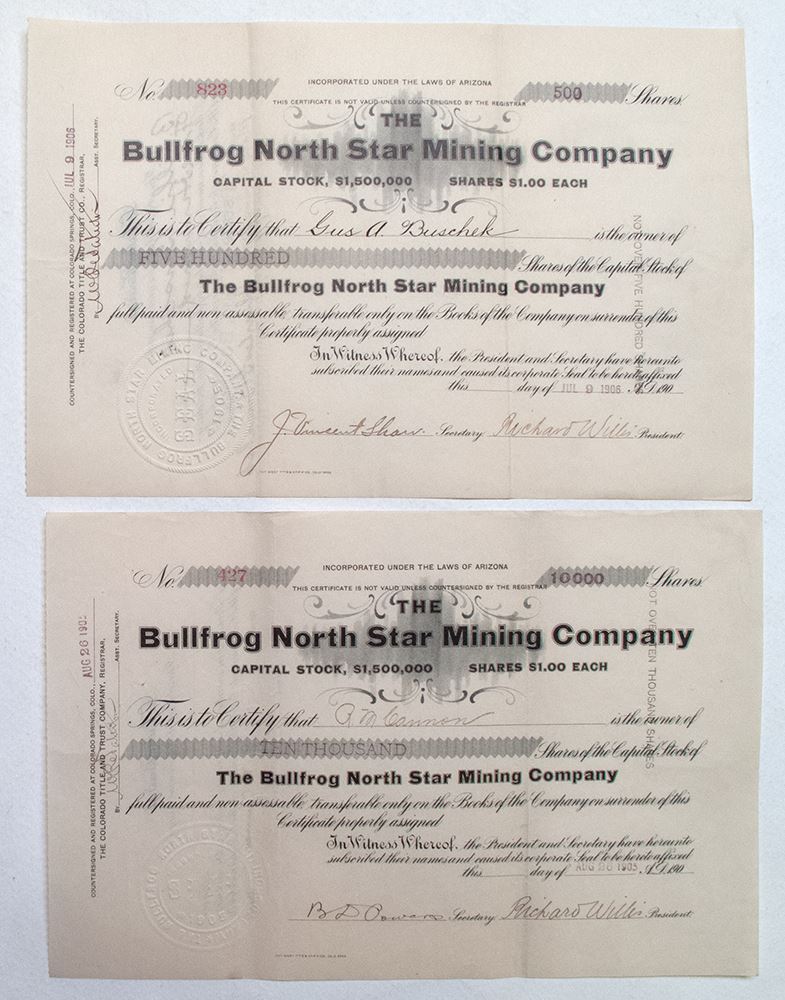 No. 823
INCORPORATED UNDER THE LAWS OF ARIZONA
500 Shares
THIS CERTIFICATE IS NOT VALID UNLESS COUNTERSIGNED BY THE REGISTRAR
THE
Bullfrog North Star Mining Company
CAPITAL STOCK, $1,500,000 SHARES $1.00 EACH
This is to Certify that Gus A. Buschek is the owner of
FIVE HUNDRED Shares of the Capital Stock of
The Bullfrog North Star Mining Company
full paid and non-assessable transferable only on the Books of the Company on surrender of this
Certificate properly assigned
In Witness Whereof, the President and Secretary have hereunto
subscribed their names and caused its corporate Seal to be hereto affixed
this day of JUL 9 1906 A.D. 190
J. Vincent Shaw. Secretary Richard Willis President
COUNTERSIGNED AND REGISTERED AT COLORADO SPRINGS, COLO., JUL 9 1906
THE COLORADO TITLE AND TRUST CO., REGISTRAR,
By ASST. SECRETARY.
NOT OVER FIVE HUNDRED SHARES
SEAL
No. 427
INCORPORATED UNDER THE LAWS OF ARIZONA
10000 Shares
THIS CERTIFICATE IS NOT VALID UNLESS COUNTERSIGNED BY THE REGISTRAR
THE
Bullfrog North Star Mining Company
CAPITAL STOCK, $1,500,000 SHARES $1.00 EACH
This is to Certify that R M Cannon is the owner of
TEN THOUSAND Shares of the Capital Stock of
The Bullfrog North Star Mining Company
full paid and non-assessable transferable only on the Books of the Company on surrender of this
Certificate properly assigned
In Witness Whereof, the President and Secretary have hereunto
subscribed their names and caused its corporate Seal to be hereto affixed
this day of AUG 26 1905 A.D. 190
Secretary Richard Willis President
COUNTERSIGNED AND REGISTERED AT COLORADO SPRINGS, COLO., AUG 26 190
THE COLORADO TITLE AND TRUST COMPANY, REGISTRAR,
By ASST. SECRETARY.
NOT OVER TEN THOUSAND SHARES